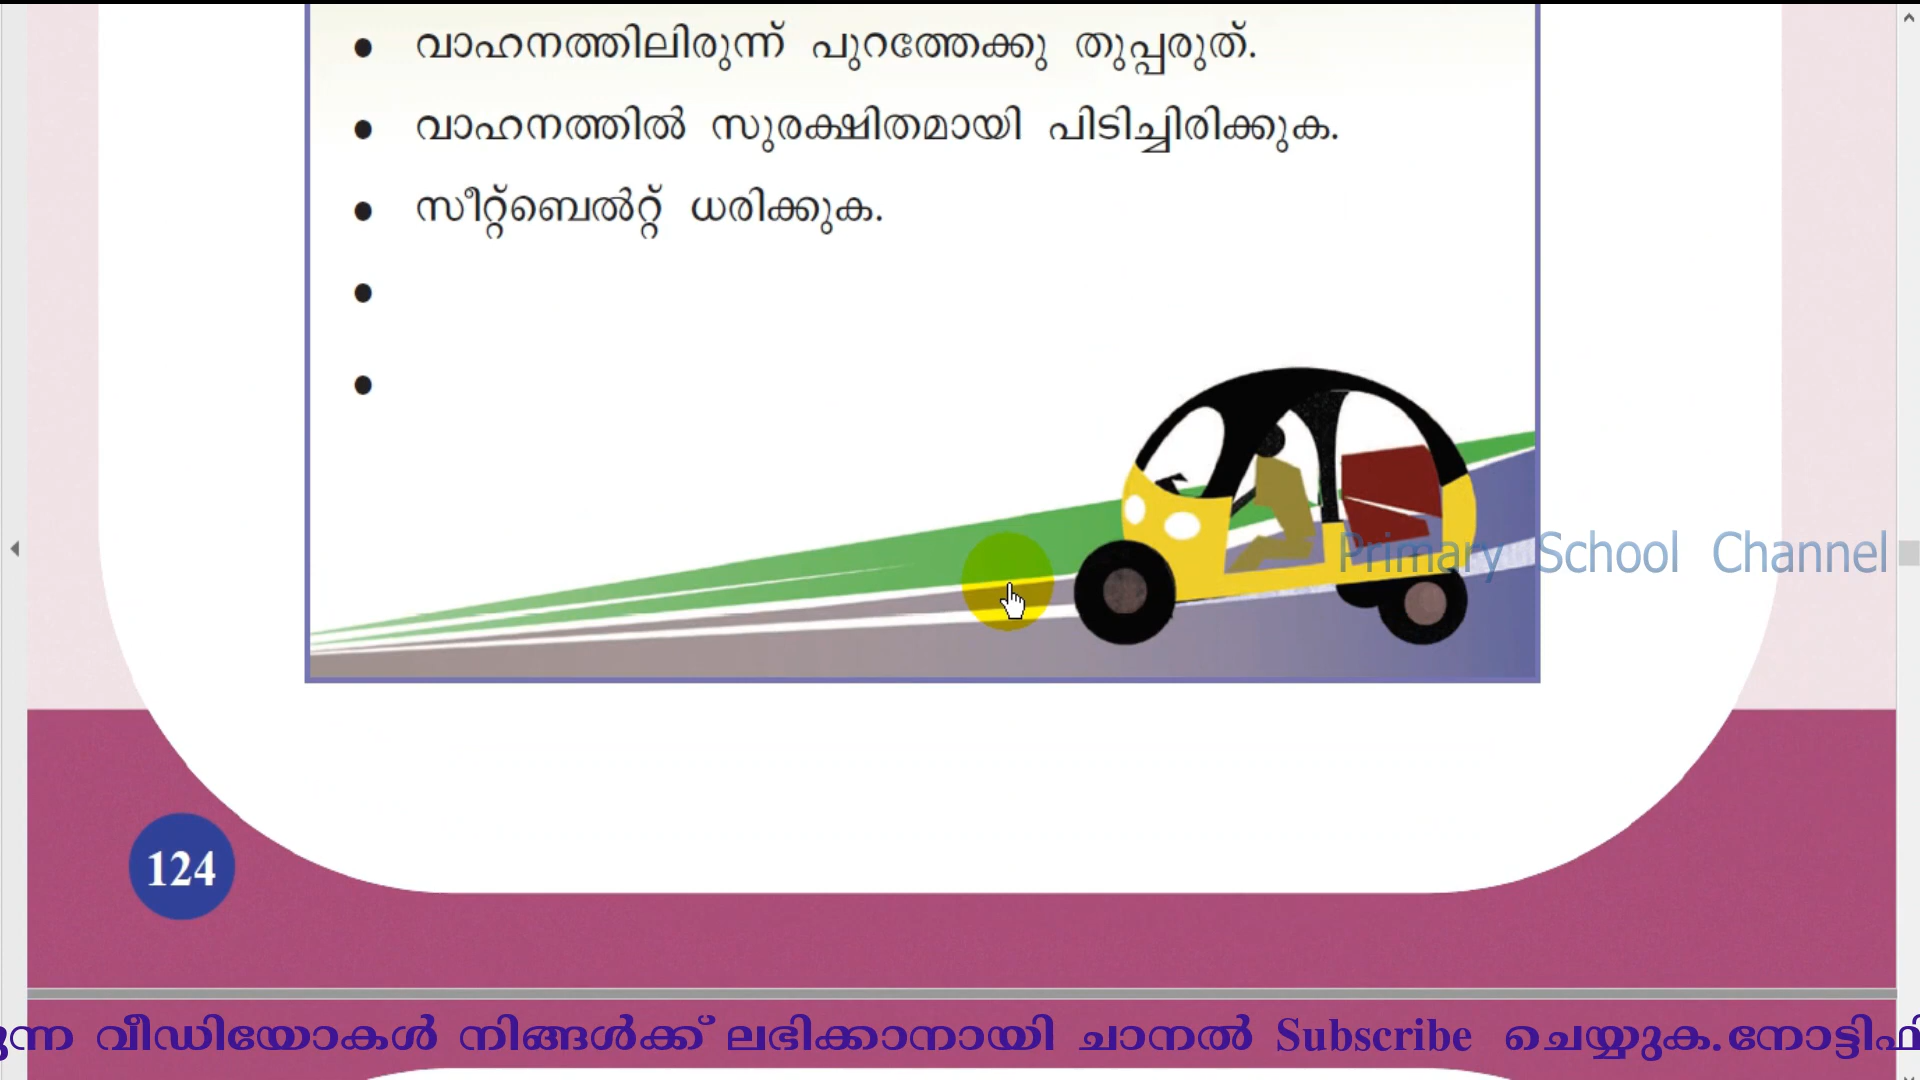 ● വാഹനത്തിലിരുന്ന് പുറത്തേക്കു തുപ്പരുത്.
● വാഹനത്തിൽ സുരക്ഷിതമായി പിടിച്ചിരിക്കുക.
● സീറ്റ്ബെൽറ്റ് ധരിക്കുക.
●
●
Primary School Channel
124
വീഡിയോകൾ നിങ്ങൾക്ക് ലഭിക്കാനായി ചാനൽ Subscribe ചെയ്യുക.